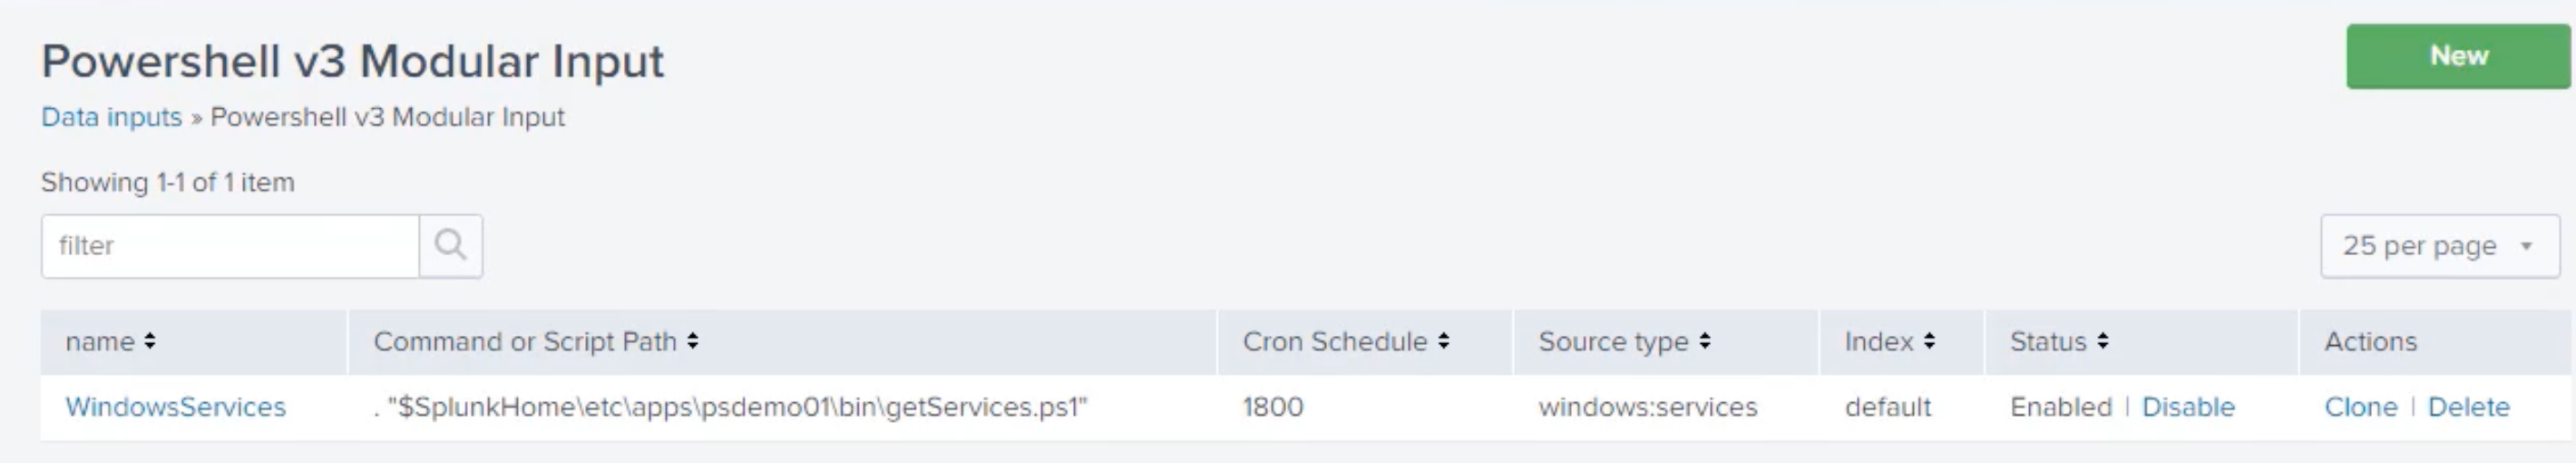 Powershell v3 Modular Input
New
Data inputs » Powershell v3 Modular Input
Showing 1-1 of 1 item
filter
25 per page
name Command or Script Path Cron Schedule Source type Index Status Actions
WindowsServices . "$SplunkHome\etc\apps\psdemo01\bin\getServices.ps1" 1800 windows:services default Enabled | Disable Clone | Delete